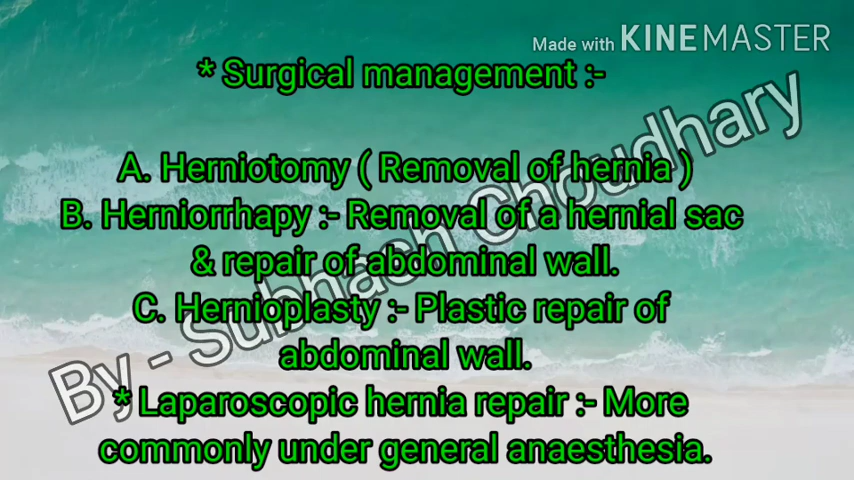 Made with KINEMASTER
* Surgical management :-
A. Herniotomy ( Removal of hernia )
B. Herniorrhapy :- Removal of a hernial sac
& repair of abdominal wall.
C. Hernioplasty :- Plastic repair of
abdominal wall.
* Laparoscopic hernia repair :- More
commonly under general anaesthesia.
By - Subhash Choudhary